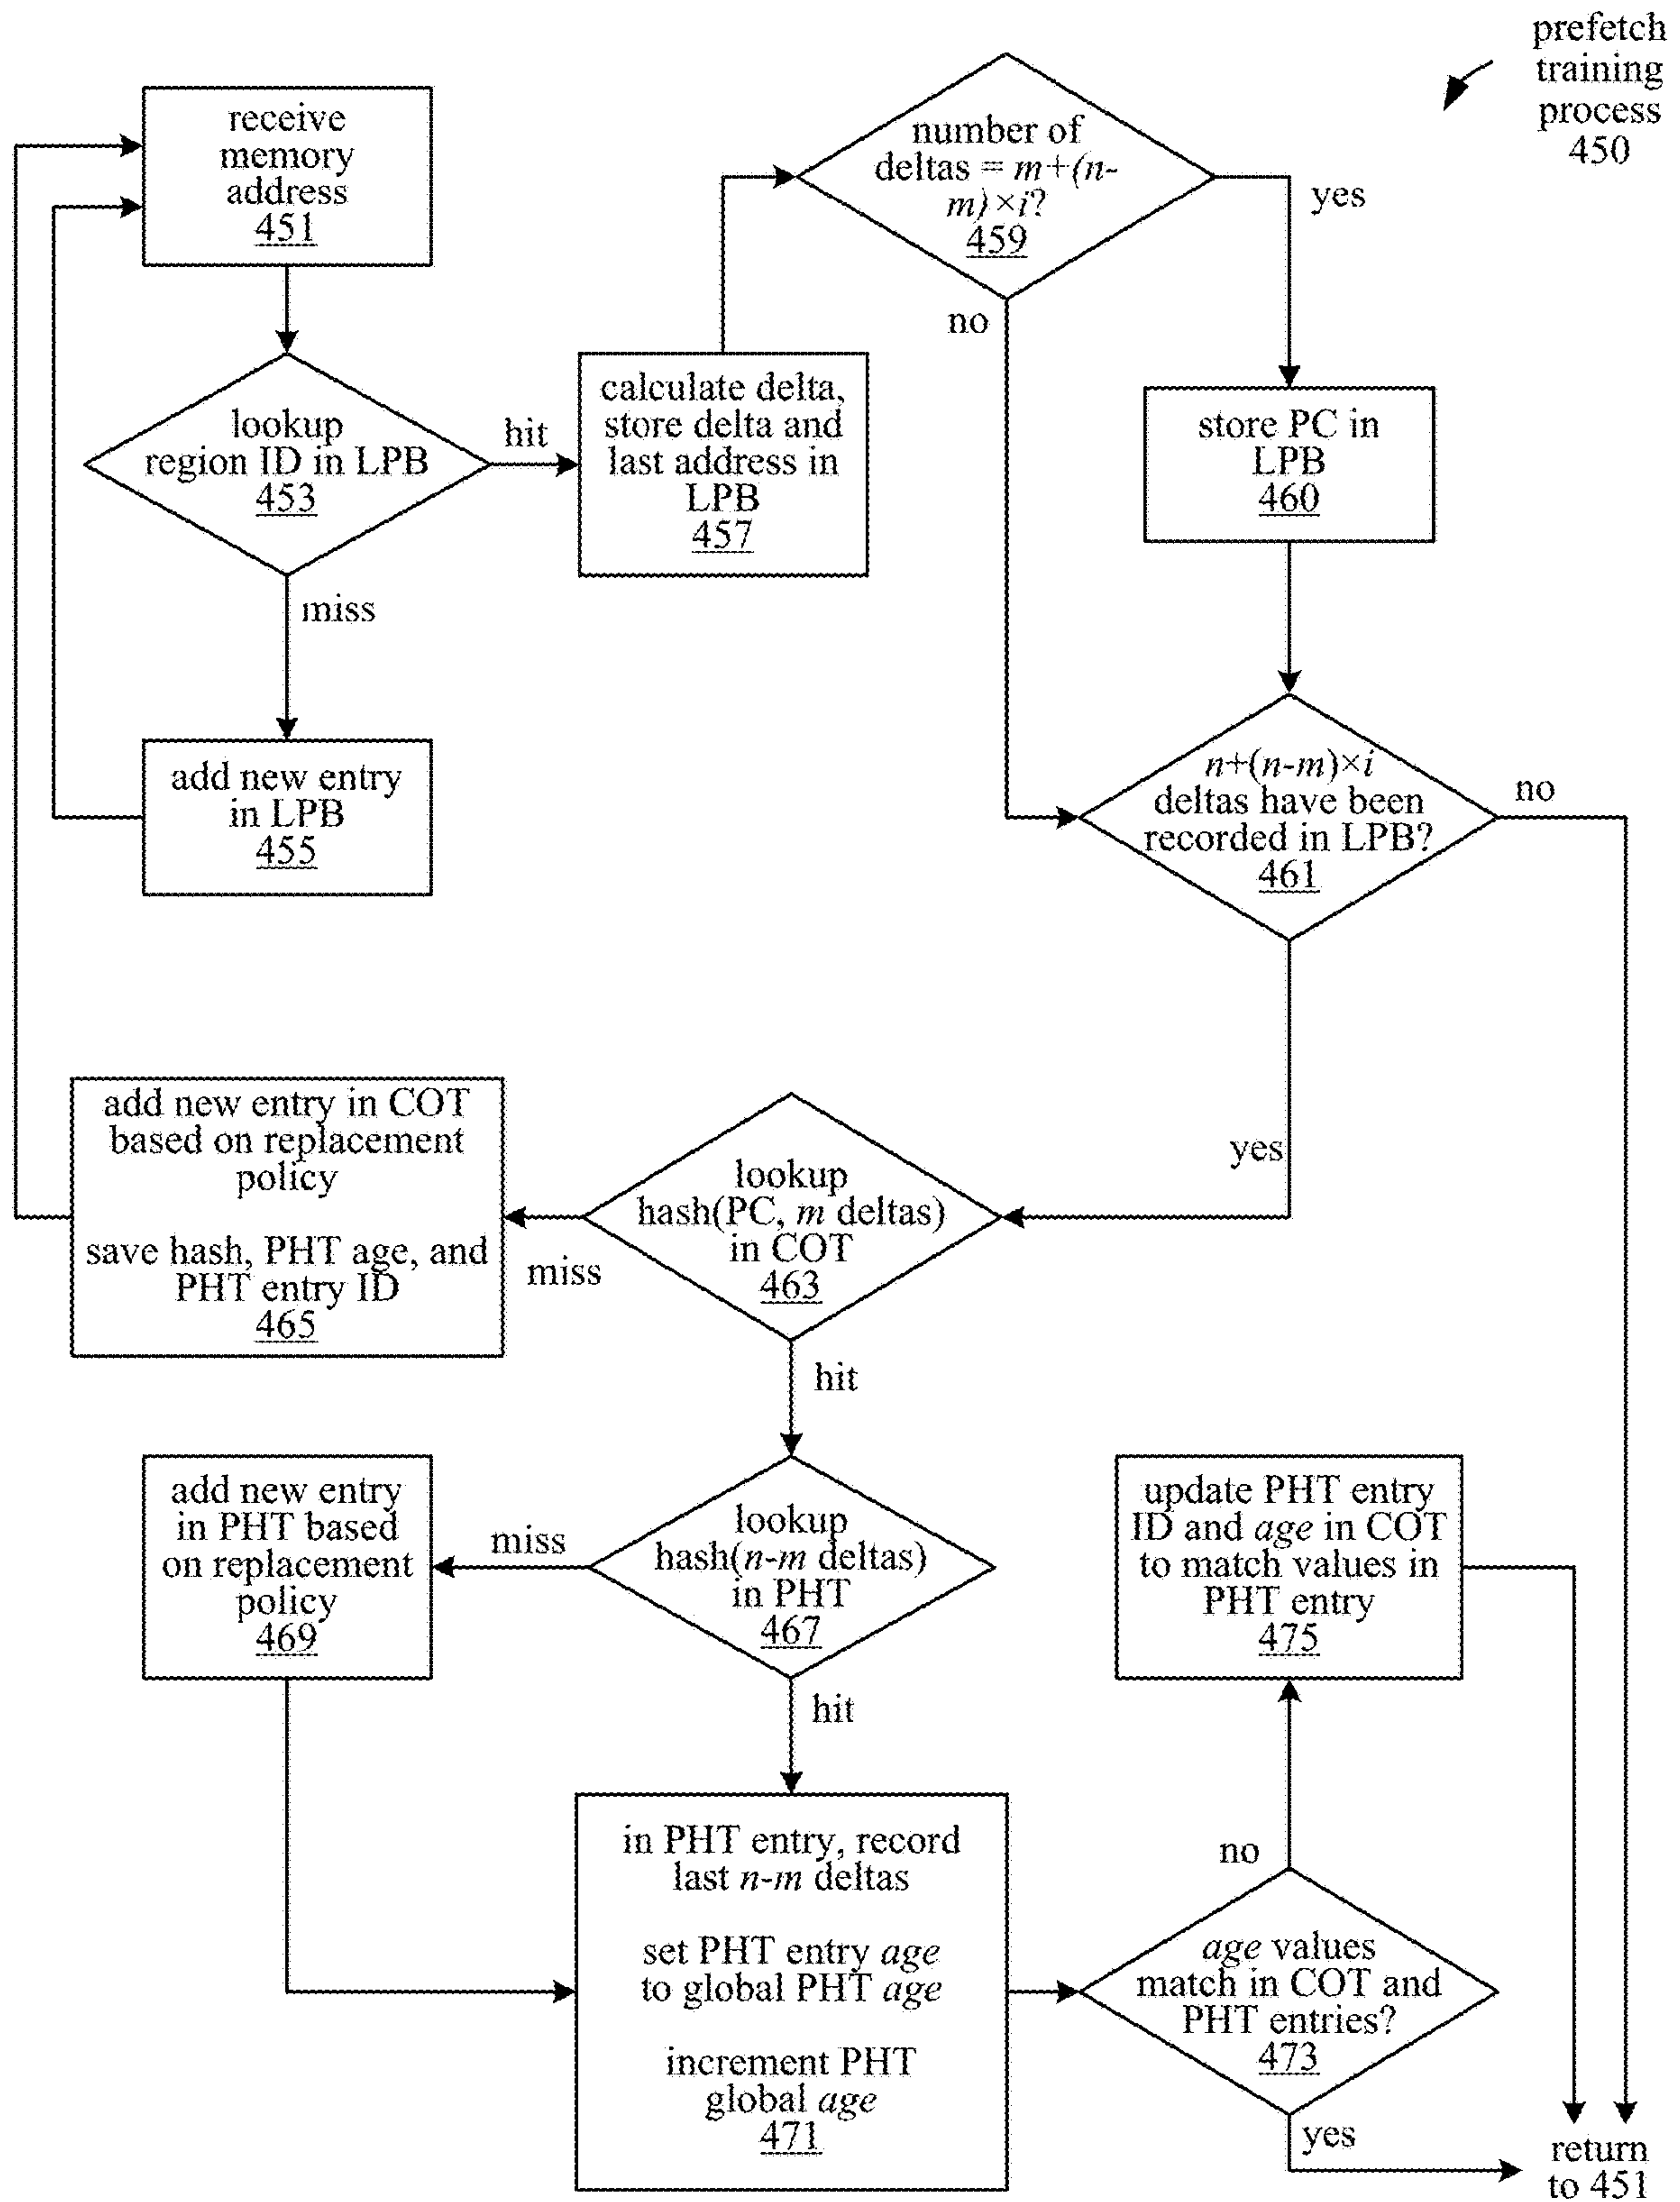 prefetch
training
process
450
receive
memory
address
451
lookup
region ID in LPB
453
hit
miss
add new entry
in LPB
455
calculate delta,
store delta and
last address in
LPB
457
number of
deltas = m+(n-
m)×i?
459
yes
no
store PC in
LPB
460
n+(n-m)×i
deltas have been
recorded in LPB?
461
no
yes
lookup
hash(PC, m deltas)
in COT
463
miss
hit
add new entry in COT
based on replacement
policy
save hash, PHT age, and
PHT entry ID
465
lookup
hash(n-m deltas)
in PHT
467
miss
hit
add new entry
in PHT based
on replacement
policy
469
in PHT entry, record
last n-m deltas
set PHT entry age
to global PHT age
increment PHT
global age
471
age values
match in COT and
PHT entries?
473
no
yes
update PHT entry
ID and age in COT
to match values in
PHT entry
475
return
to 451